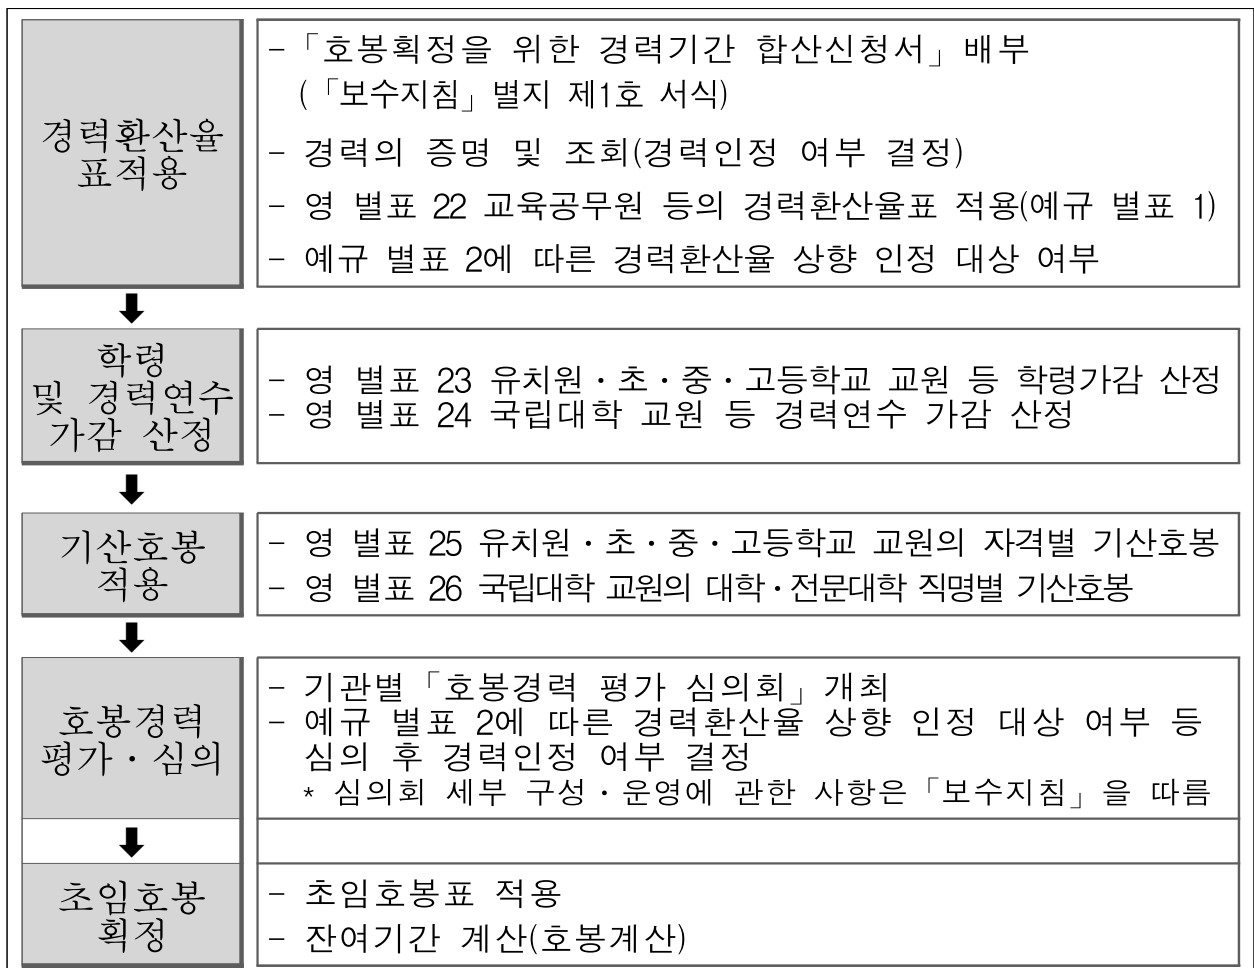 경력환산율
표적용
-「호봉획정을 위한 경력기간 합산신청서」배부
(「보수지침」별지 제1호 서식)
- 경력의 증명 및 조회(경력인정 여부 결정)
- 영 별표 22 교육공무원 등의 경력환산율표 적용(예규 별표 1)
- 예규 별표 2에 따른 경력환산율 상향 인정 대상 여부
학령
및 경력연수
가감 산정
- 영 별표 23 유치원·초·중·고등학교 교원 등 학령가감 산정
- 영 별표 24 국립대학 교원 등 경력연수 가감 산정
기산호봉
적용
- 영 별표 25 유치원·초·중·고등학교 교원의 자격별 기산호봉
- 영 별표 26 국립대학 교원의 대학·전문대학 직명별 기산호봉
호봉경력
평가·심의
- 기관별「호봉경력 평가 심의회」개최
- 예규 별표 2에 따른 경력환산율 상향 인정 대상 여부 등
심의 후 경력인정 여부 결정
* 심의회 세부 구성·운영에 관한 사항은「보수지침」을 따름
초임호봉
획정
- 초임호봉표 적용
- 잔여기간 계산(호봉계산)